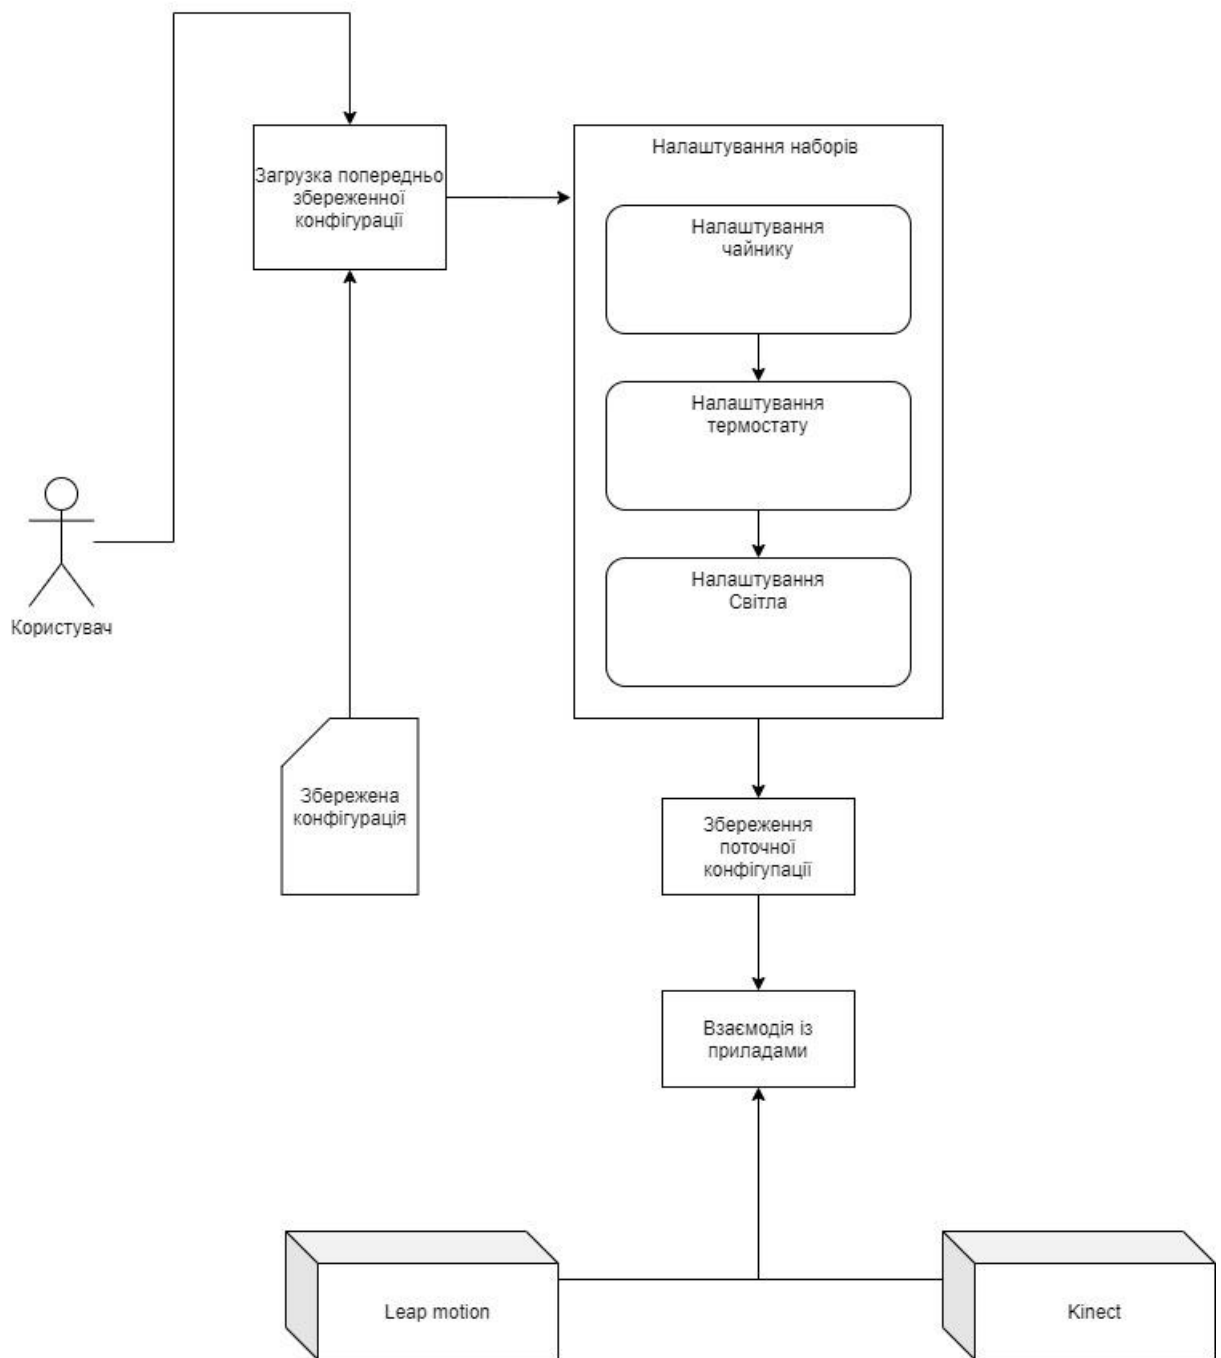 Загрузка попередньо
збереженної
конфігурації
Налаштування наборів
Налаштування
чайнику
Налаштування
термостату
Налаштування
Світла
Користувач
Збережена
конфігурація
Збереження
поточної
конфігупації
Взаємодія із
приладами
Leap motion
Kinect